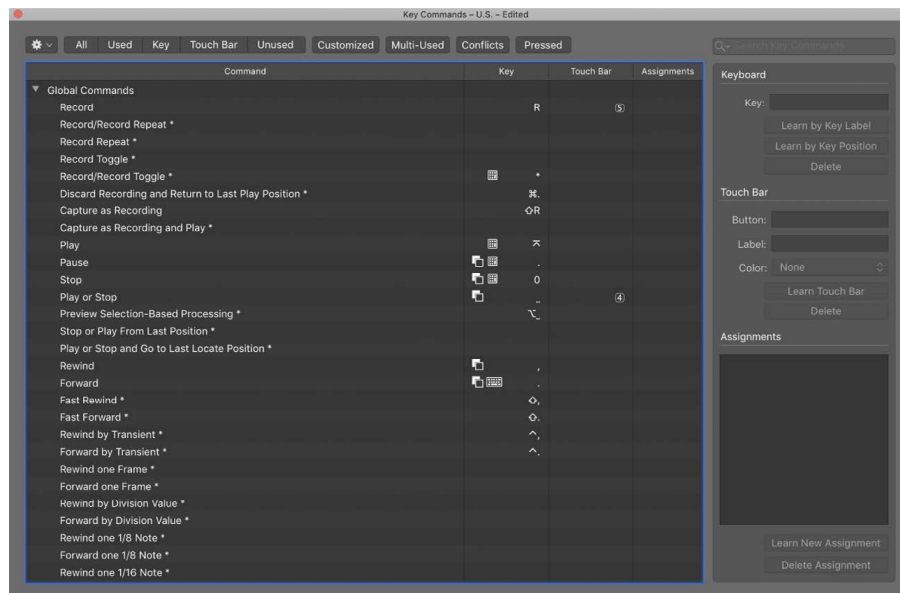 Key Commands – U.S. – Edited
All Used Key Touch Bar Unused Customized Multi-Used Conflicts Pressed Search Key Commands
Command Key Touch Bar Assignments
Global Commands
Record R ⑤
Record/Record Repeat *
Record Repeat *
Record Toggle *
Record/Record Toggle * *
Discard Recording and Return to Last Play Position * ⌘.
Capture as Recording ⇧R
Capture as Recording and Play *
Play ⌤
Pause .
Stop 0
Play or Stop _ ④
Preview Selection-Based Processing * ⌥_
Stop or Play From Last Position *
Play or Stop and Go to Last Locate Position *
Rewind ,
Forward .
Fast Rewind * ⇧,
Fast Forward * ⇧.
Rewind by Transient * ^,
Forward by Transient * ^.
Rewind one Frame *
Forward one Frame *
Rewind by Division Value *
Forward by Division Value *
Rewind one 1/8 Note *
Forward one 1/8 Note *
Rewind one 1/16 Note *
Keyboard
Key:
Learn by Key Label
Learn by Key Position
Delete
Touch Bar
Button:
Label:
Color: None
Learn Touch Bar
Delete
Assignments
Learn New Assignment
Delete Assignment